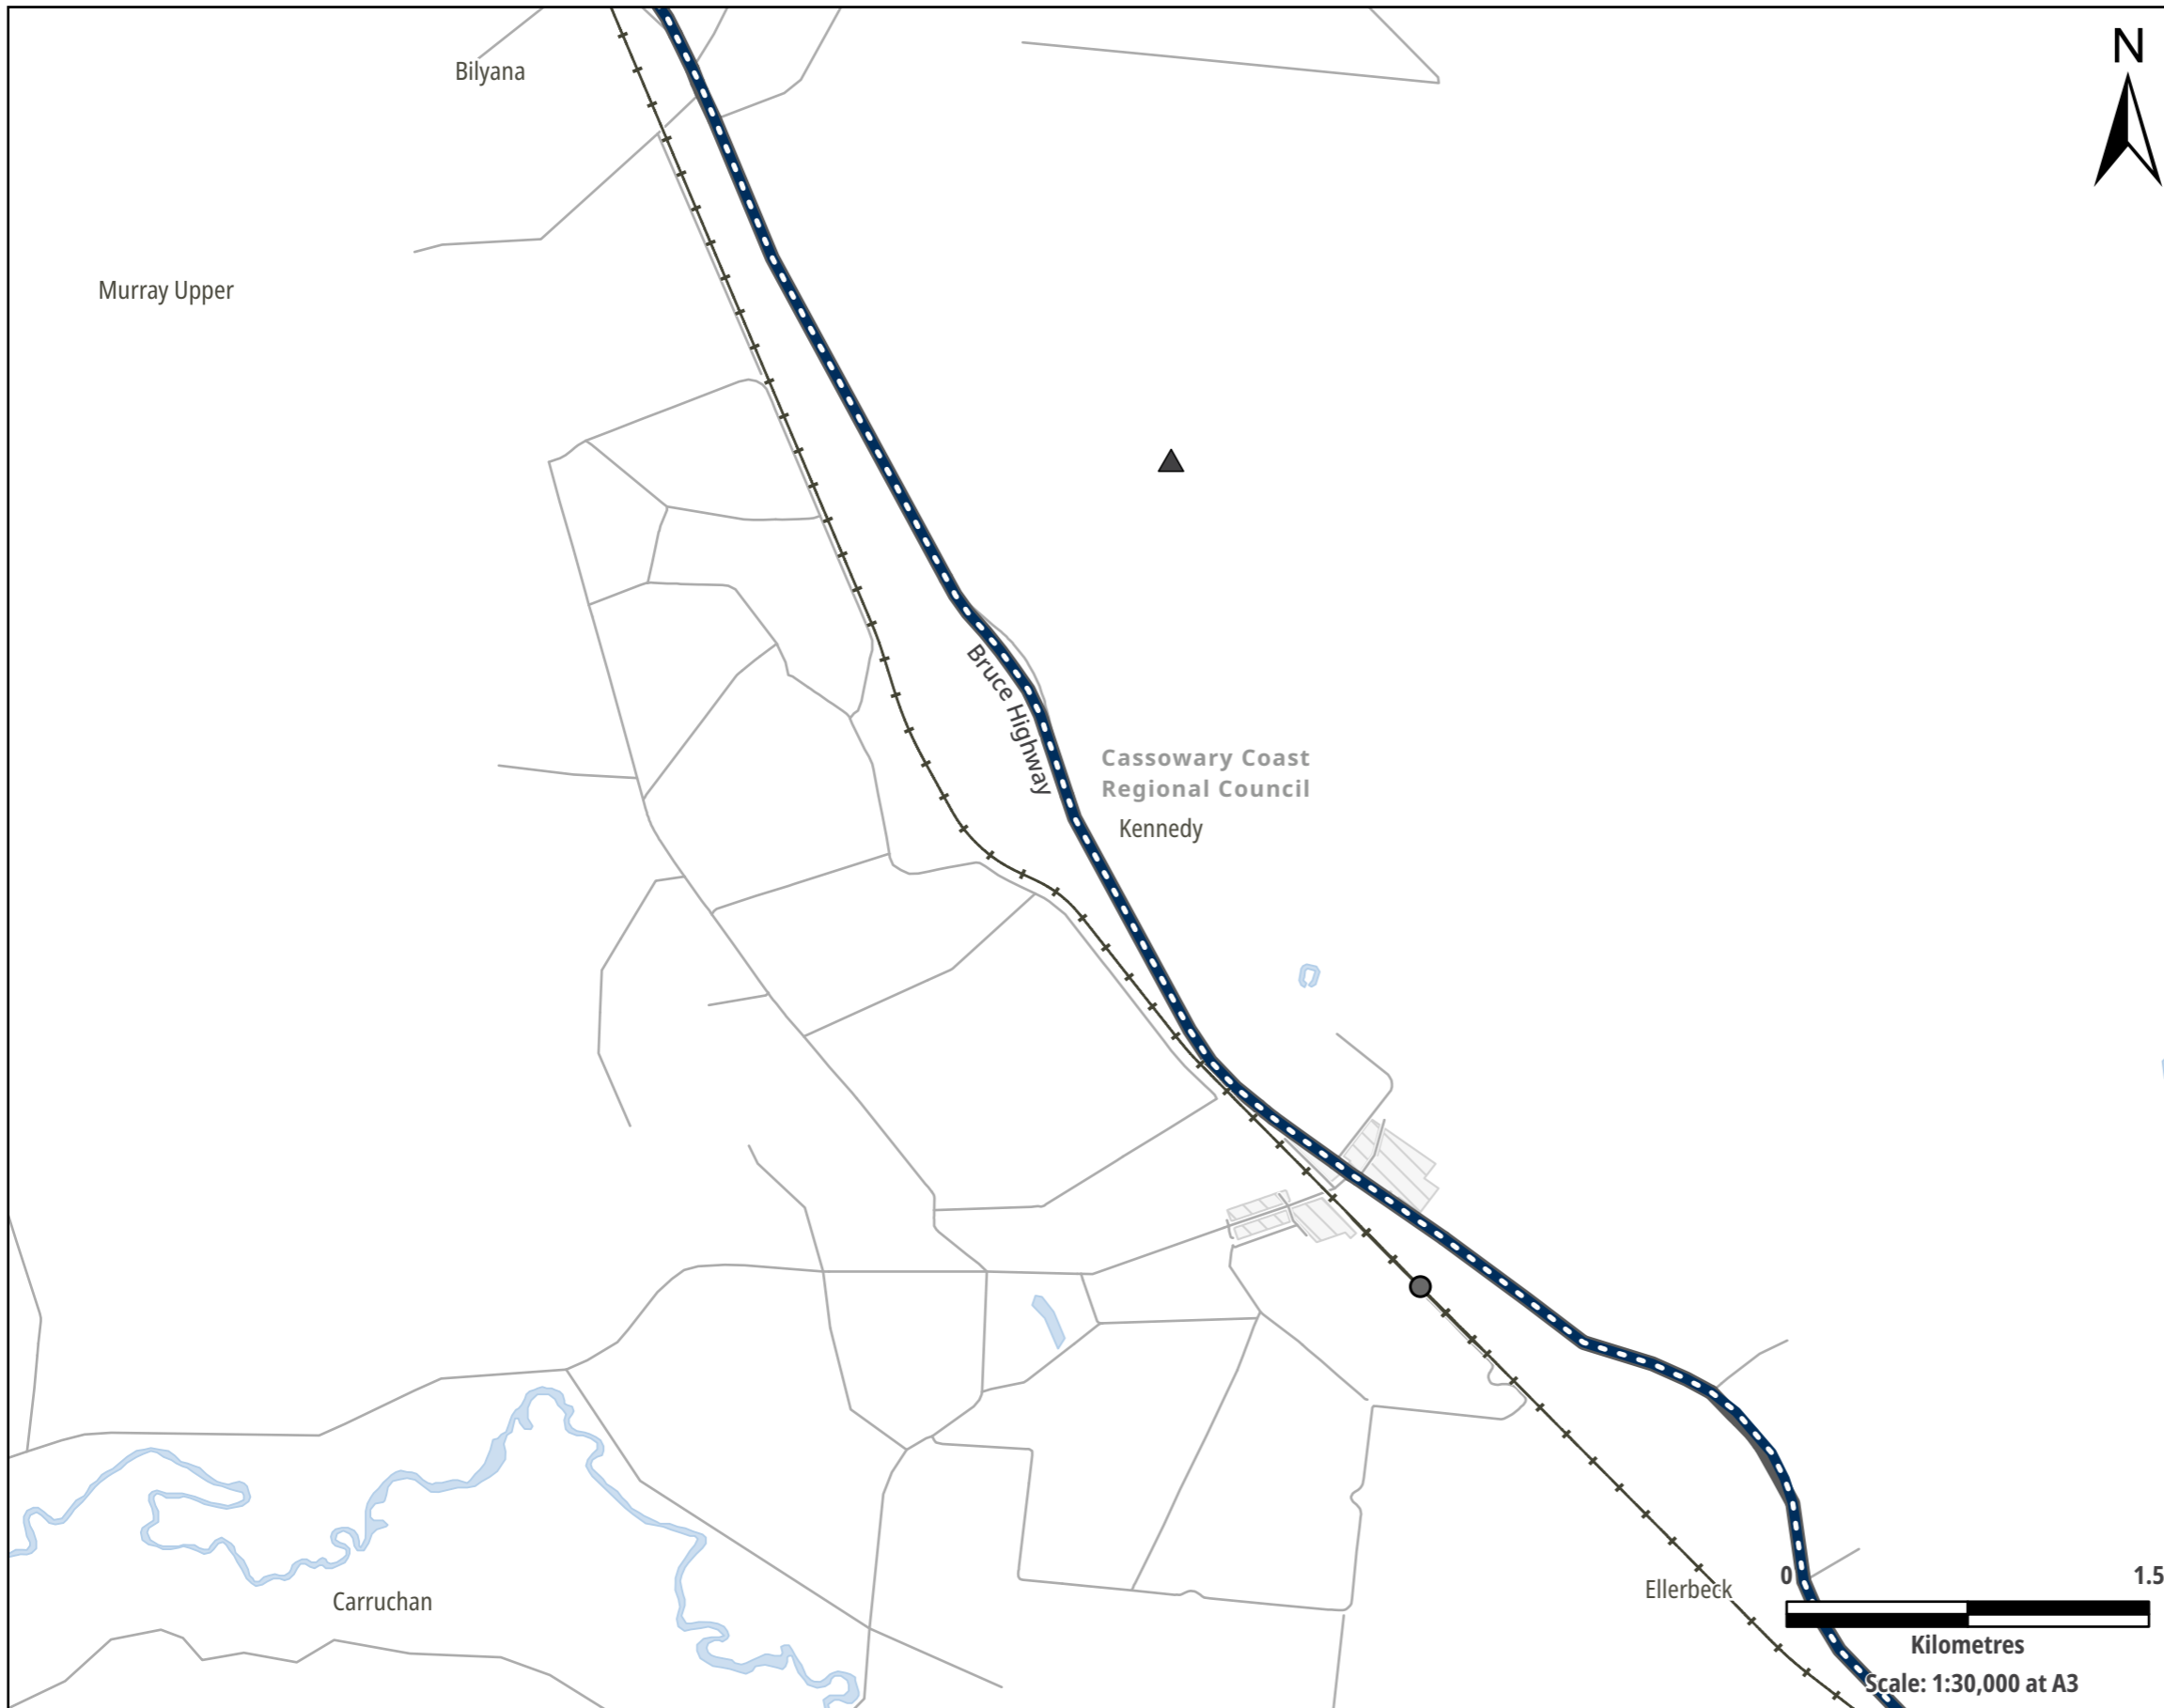 N
Bilyana
Murray Upper
Bruce Highway
Cassowary Coast
Regional Council
Kennedy
Ellerbeck
Carruchan
0 1.5
Kilometres
Scale: 1:30,000 at A3